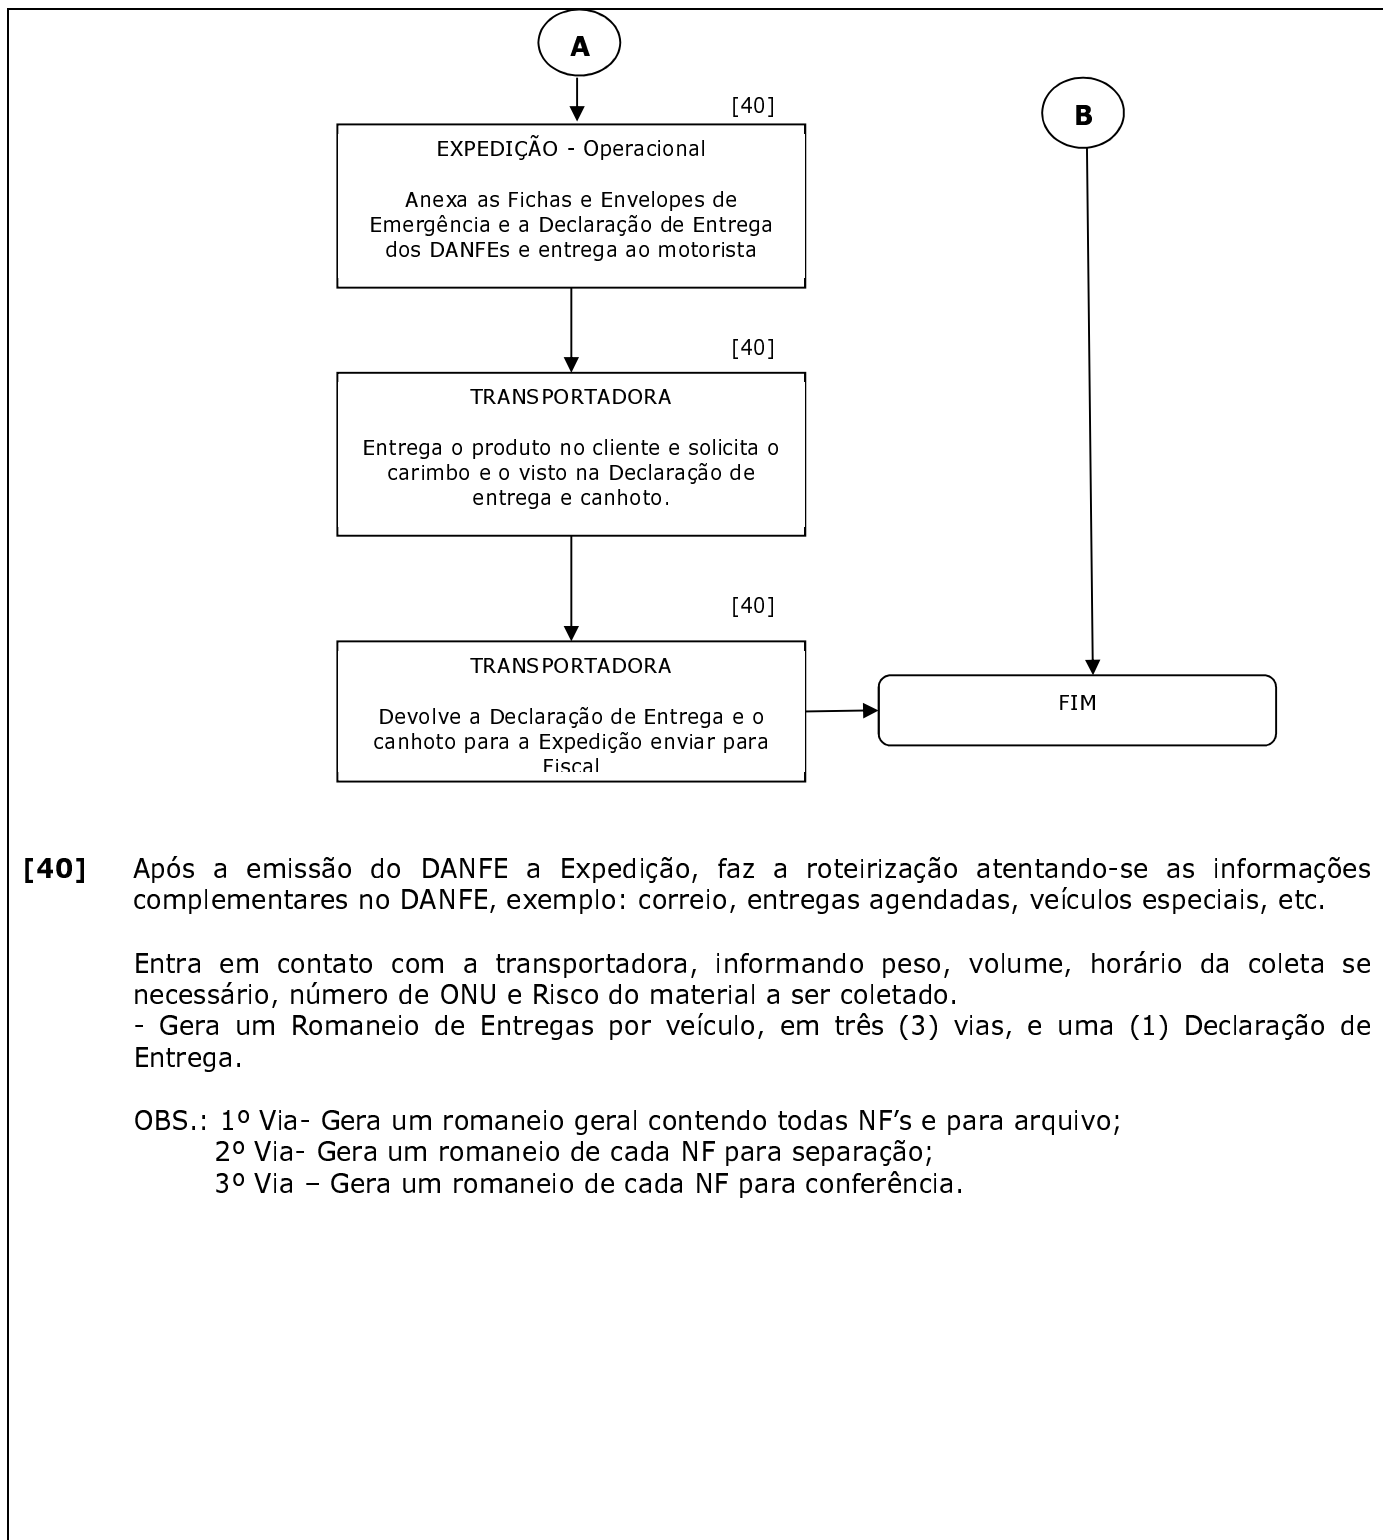 A
[40]
B
EXPEDIÇÃO - Operacional
Anexa as Fichas e Envelopes de
Emergência e a Declaração de Entrega
dos DANFEs e entrega ao motorista
[40]
TRANSPORTADORA
Entrega o produto no cliente e solicita o
carimbo e o visto na Declaração de
entrega e canhoto.
[40]
TRANSPORTADORA
Devolve a Declaração de Entrega e o
canhoto para a Expedição enviar para
Fiscal
FIM
[40] Após a emissão do DANFE a Expedição, faz a roteirização atentando-se as informações
complementares no DANFE, exemplo: correio, entregas agendadas, veículos especiais, etc.
Entra em contato com a transportadora, informando peso, volume, horário da coleta se
necessário, número de ONU e Risco do material a ser coletado.
- Gera um Romaneio de Entregas por veículo, em três (3) vias, e uma (1) Declaração de
Entrega.
OBS.: 1º Via- Gera um romaneio geral contendo todas NF's e para arquivo;
2º Via- Gera um romaneio de cada NF para separação;
3º Via – Gera um romaneio de cada NF para conferência.